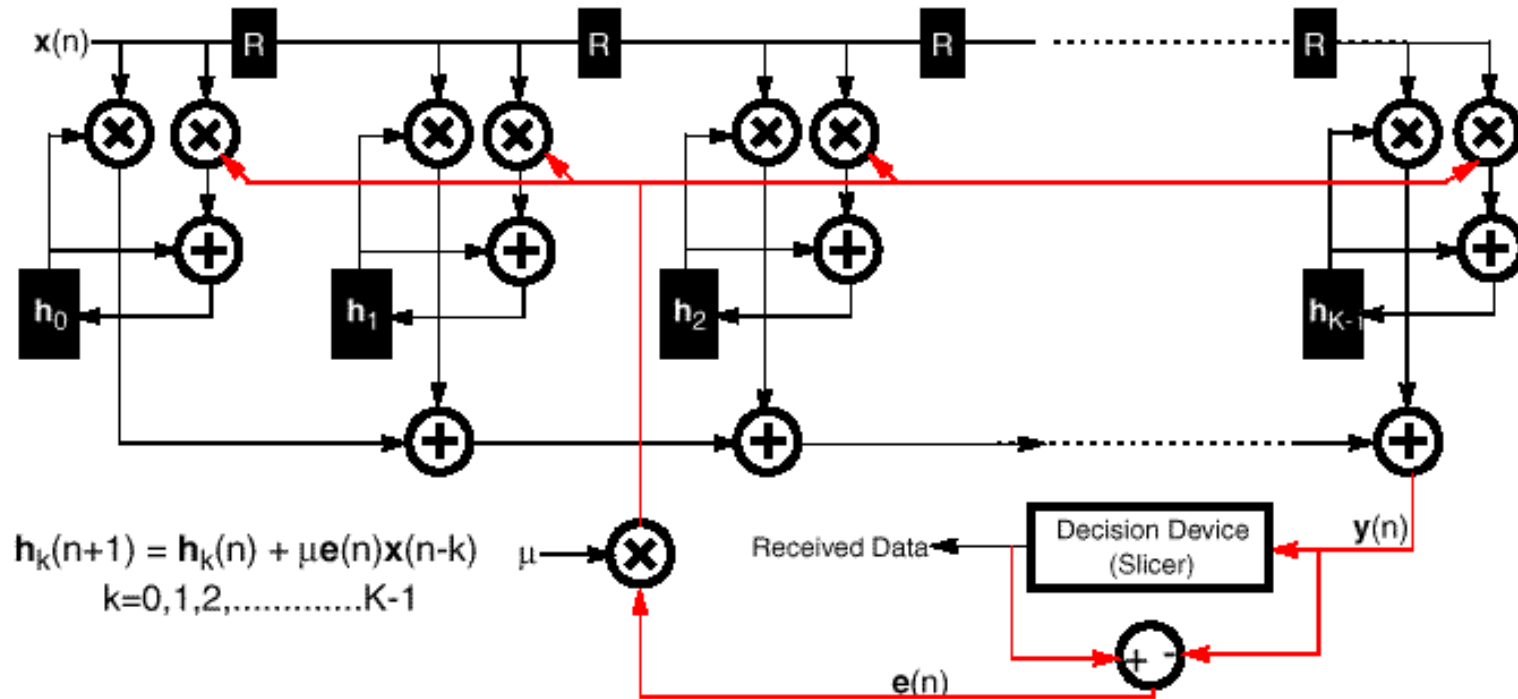 x(n)
R
R
R
R
h0
h1
h2
hK-1
hk(n+1) = hk(n) + μe(n)x(n-k)
k=0,1,2,.............K-1
μ
Received Data
Decision Device
(Slicer)
y(n)
+ -
e(n)